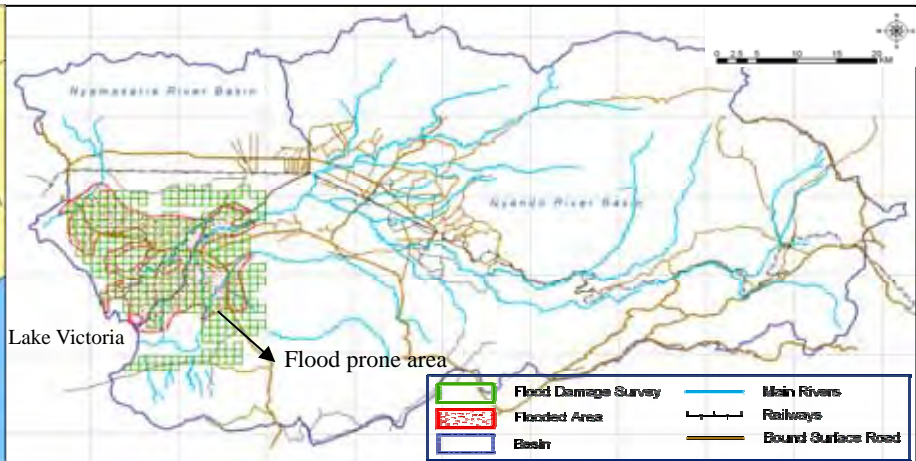 Nyamasaria River Basin
0 2.5 5 10 15 20
KM
Nyando River Basin
Lake Victoria
Flood prone area
Flood Damage Survey
Main Rivers
Flooded Area
Railways
Basin
Bound Surface Road